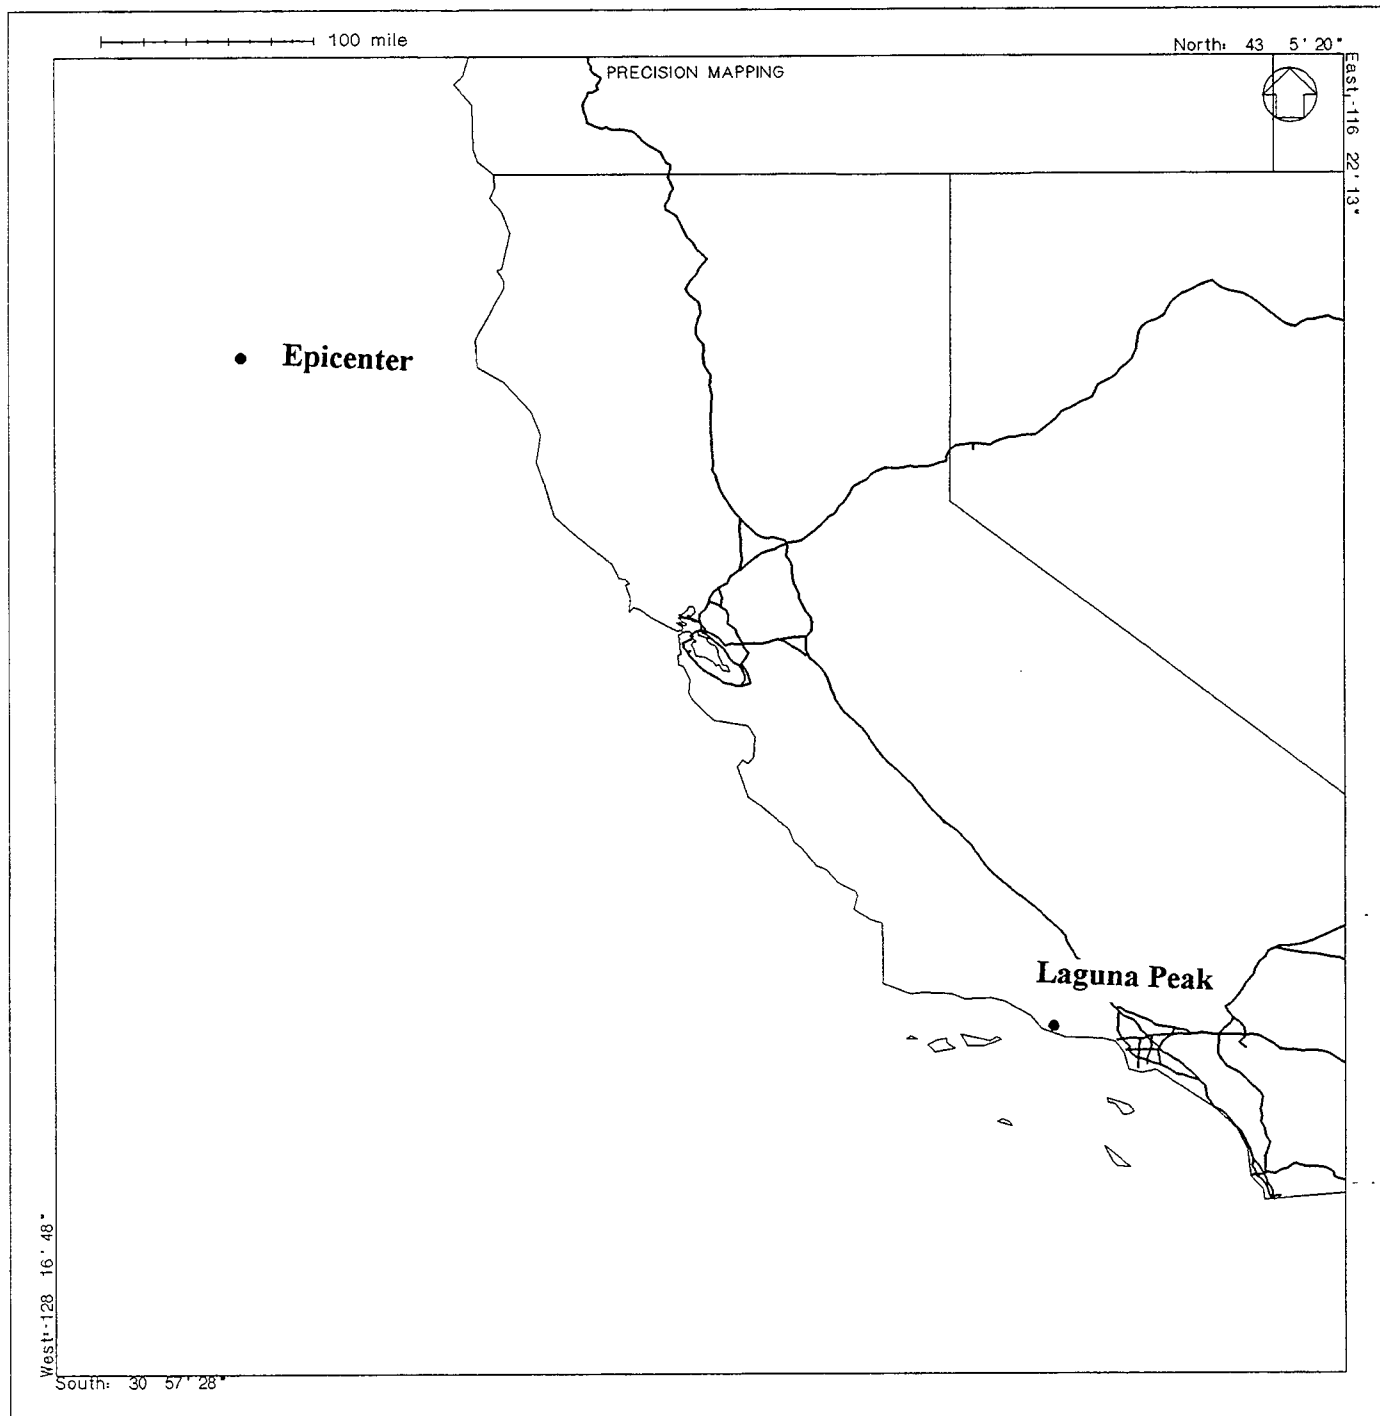 100 mile
North: 43 5' 20"
PRECISION MAPPING
East,-116 22' 13"
Epicenter
Laguna Peak
West:-128 16' 48"
South: 30 57' 28"